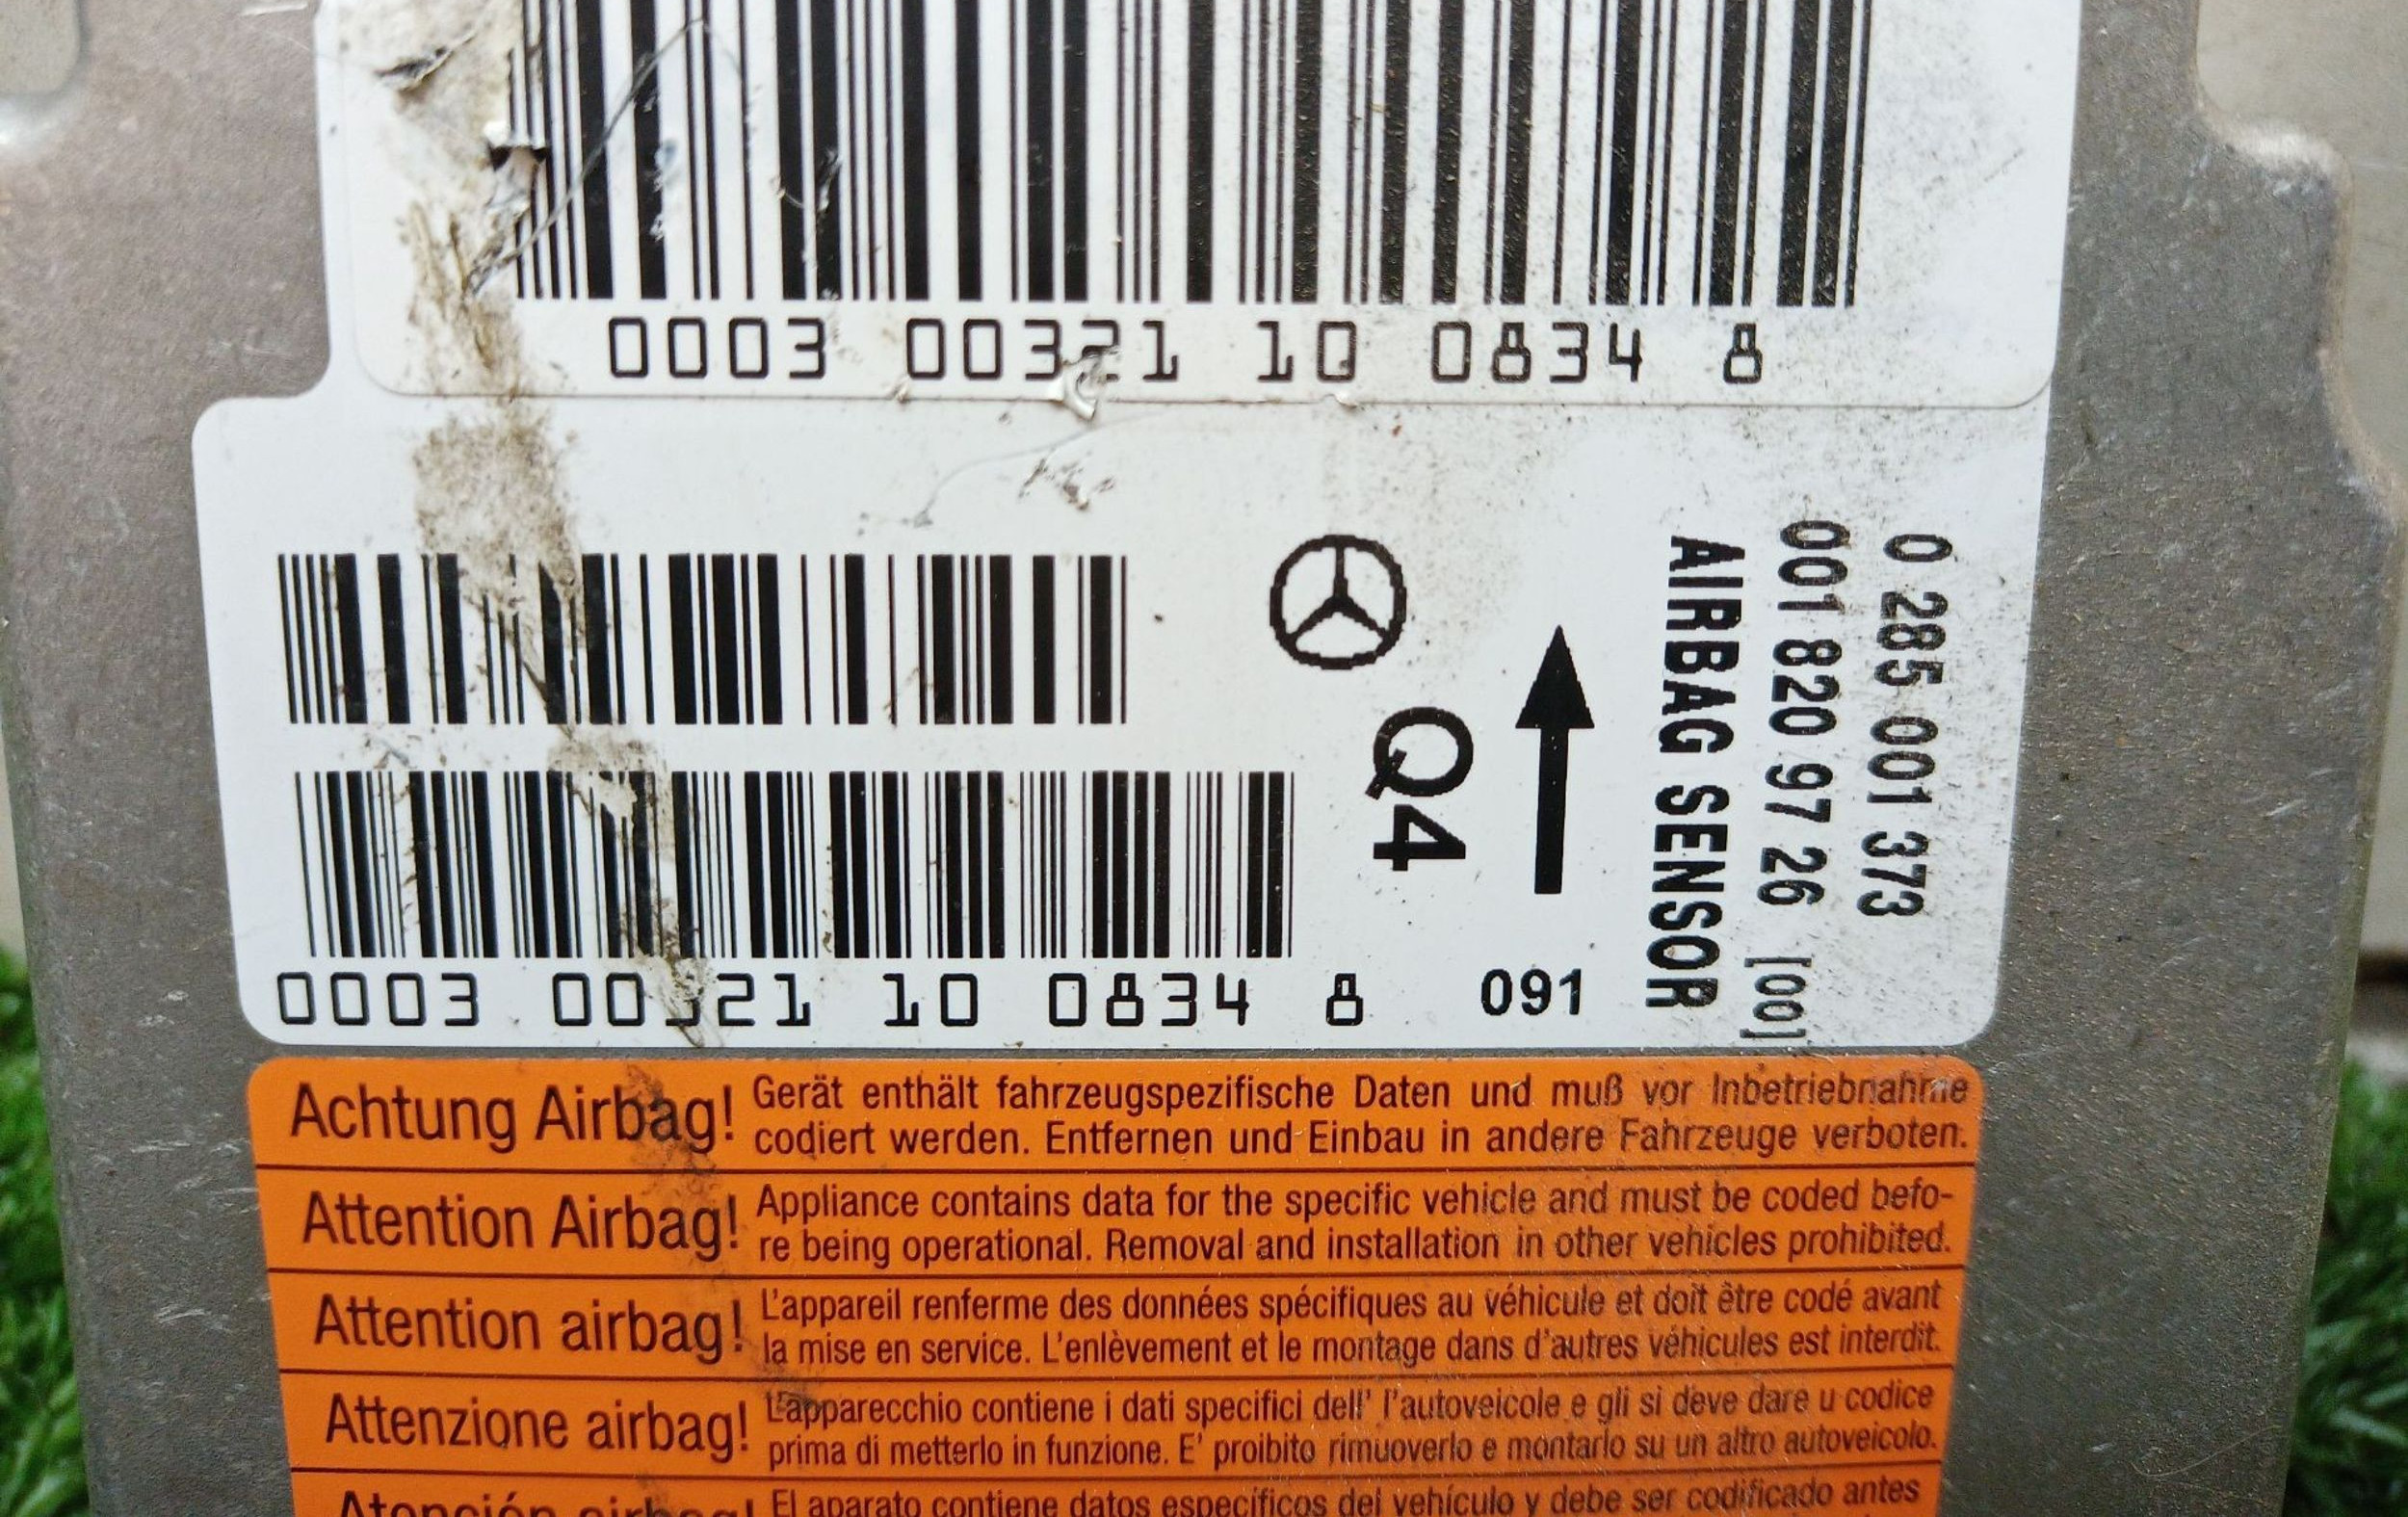 0003 00321 10 0834 8
0 285 001 373
001 820 97 26 [00]
AIRBAG SENSOR
Q4
0003 00321 10 0834 8
091
Achtung Airbag! Gerät enthält fahrzeugspezifische Daten und muß vor Inbetriebnahme
codiert werden. Entfernen und Einbau in andere Fahrzeuge verboten.
Attention Airbag! Appliance contains data for the specific vehicle and must be coded befo-
re being operational. Removal and installation in other vehicles prohibited.
Attention airbag! L'appareil renferme des données spécifiques au véhicule et doit être codé avant
la mise en service. L'enlèvement et le montage dans d'autres véhicules est interdit.
Attenzione airbag! L'apparecchio contiene i dati specifici dell' l'autoveicole e gli si deve dare u codice
prima di metterlo in funzione. E' proibito rimuoverlo e montarlo su un altro autoveicolo.
Atención airbag! El aparato contiene datos específicos del vehículo y debe ser codificado antes